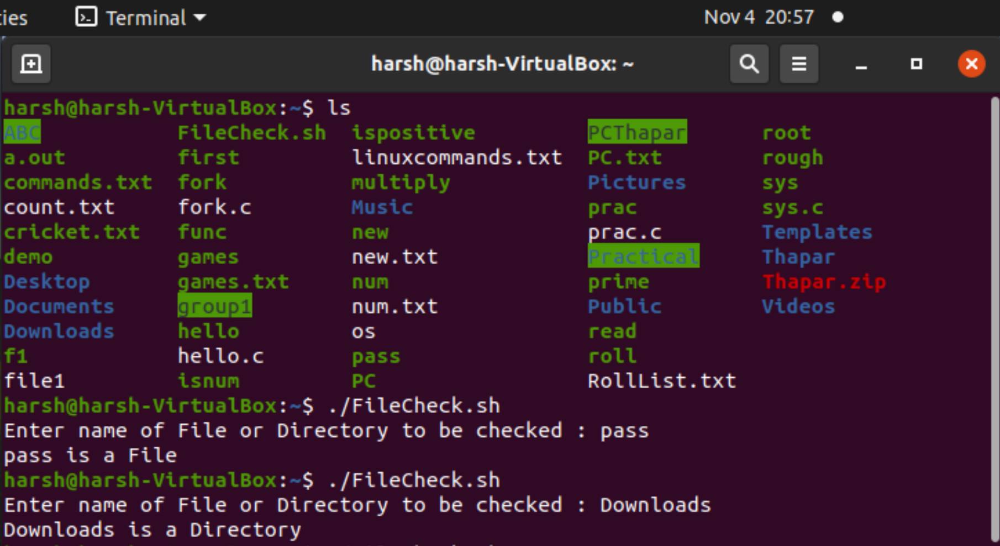 ties Terminal Nov 4 20:57
harsh@harsh-VirtualBox: ~
harsh@harsh-VirtualBox:~$ ls
ABC FileCheck.sh ispositive PCThapar root
a.out first linuxcommands.txt PC.txt rough
commands.txt fork multiply Pictures sys
count.txt fork.c Music prac sys.c
cricket.txt func new prac.c Templates
demo games new.txt Practical Thapar
Desktop games.txt num prime Thapar.zip
Documents group1 num.txt Public Videos
Downloads hello os read
f1 hello.c pass roll
file1 isnum PC RollList.txt
harsh@harsh-VirtualBox:~$ ./FileCheck.sh
Enter name of File or Directory to be checked : pass
pass is a File
harsh@harsh-VirtualBox:~$ ./FileCheck.sh
Enter name of File or Directory to be checked : Downloads
Downloads is a Directory